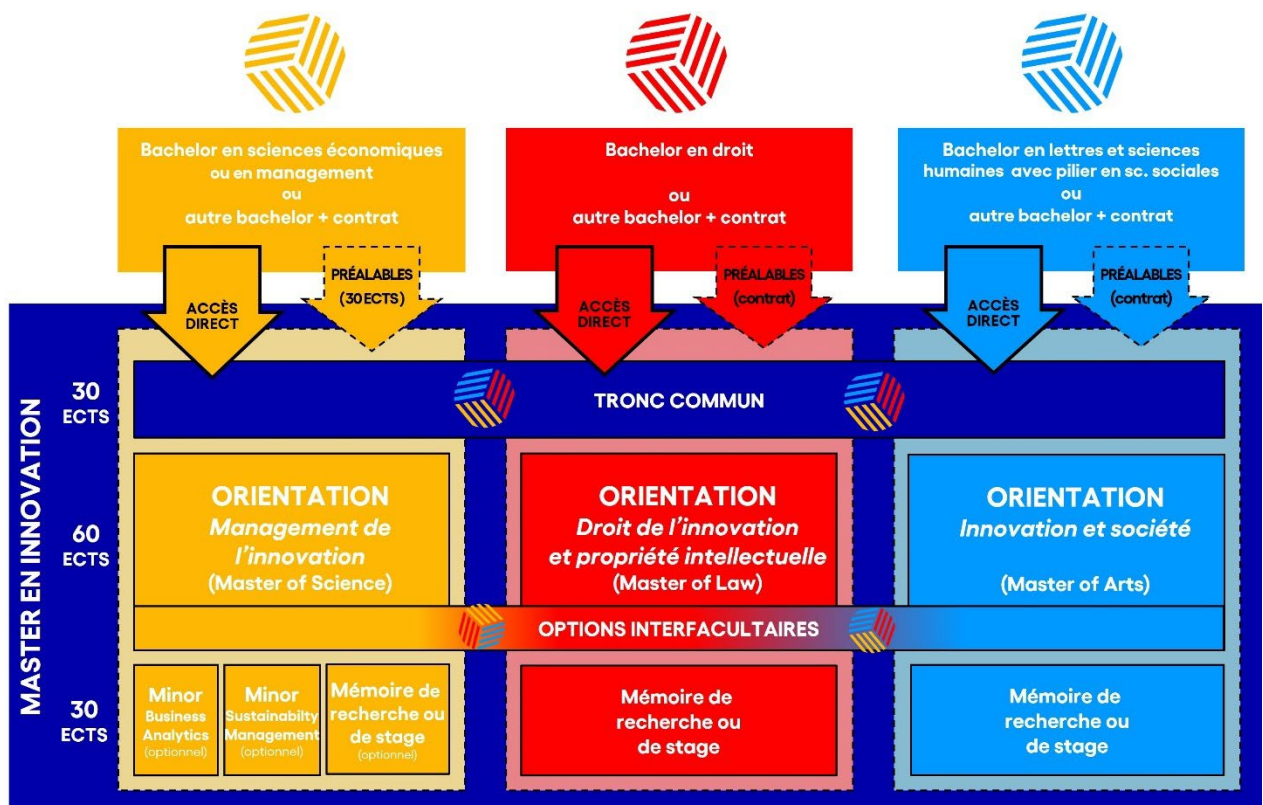 Bachelor en sciences économiques
ou en management
ou
autre bachelor + contrat
Bachelor en droit
ou
autre bachelor + contrat
Bachelor en lettres et sciences
humaines avec pilier en sc. sociales
ou
autre bachelor + contrat
ACCÈS
DIRECT
PRÉALABLES
(30 ECTS)
ACCÈS
DIRECT
PRÉALABLES
(contrat)
ACCÈS
DIRECT
PRÉALABLES
(contrat)
MASTER EN INNOVATION
30
ECTS
TRONC COMMUN
60
ECTS
ORIENTATION
Management de
l'innovation
(Master of Science)
ORIENTATION
Droit de l'innovation
et propriété intellectuelle
(Master of Law)
ORIENTATION
Innovation et société
(Master of Arts)
OPTIONS INTERFACULTAIRES
30
ECTS
Minor
Business
Analytics
(optionnel)
Minor
Sustainabilty
Management
(optionnel)
Mémoire de
recherche ou
de stage
(optionnel)
Mémoire de
recherche ou
de stage
Mémoire de
recherche ou
de stage